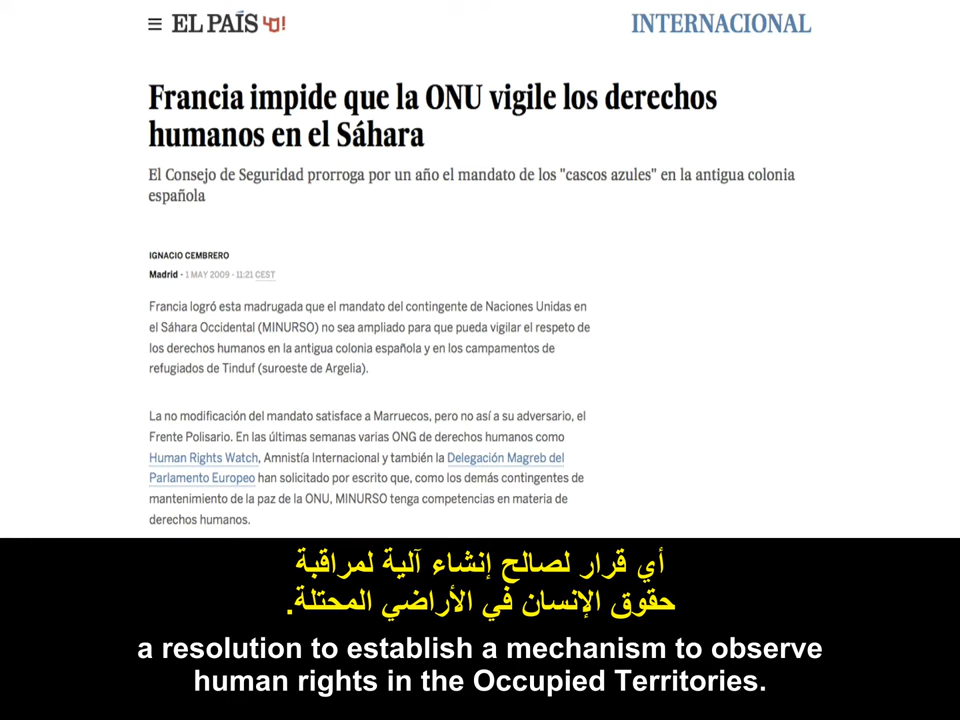 EL PAÍS
INTERNACIONAL
Francia impide que la ONU vigile los derechos
humanos en el Sáhara
El Consejo de Seguridad prorroga por un año el mandato de los "cascos azules" en la antigua colonia
española
IGNACIO CEMBRERO
Madrid - 1 MAY 2009 - 11:21 CEST
Francia logró esta madrugada que el mandato del contingente de Naciones Unidas en
el Sáhara Occidental (MINURSO) no sea ampliado para que pueda vigilar el respeto de
los derechos humanos en la antigua colonia española y en los campamentos de
refugiados de Tinduf (suroeste de Argelia).
La no modificación del mandato satisface a Marruecos, pero no así a su adversario, el
Frente Polisario. En las últimas semanas varias ONG de derechos humanos como
Human Rights Watch, Amnistía Internacional y también la Delegación Magreb del
Parlamento Europeo han solicitado por escrito que, como los demás contingentes de
mantenimiento de la paz de la ONU, MINURSO tenga competencias en materia de
derechos humanos.
أي قرار لصالح إنشاء آلية لمراقبة
حقوق الإنسان في الأراضي المحتلة.
a resolution to establish a mechanism to observe
human rights in the Occupied Territories.